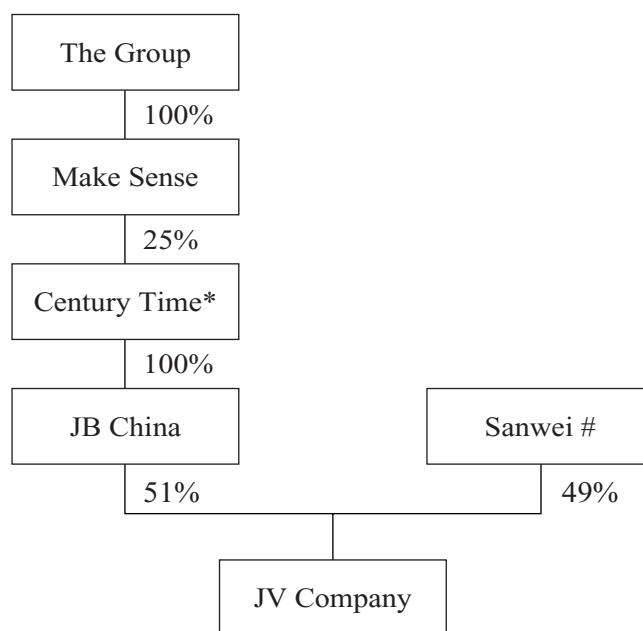 The Group
100%
Make Sense
25%
Century Time*
100%
JB China
Sanwei #
51%
49%
JV Company